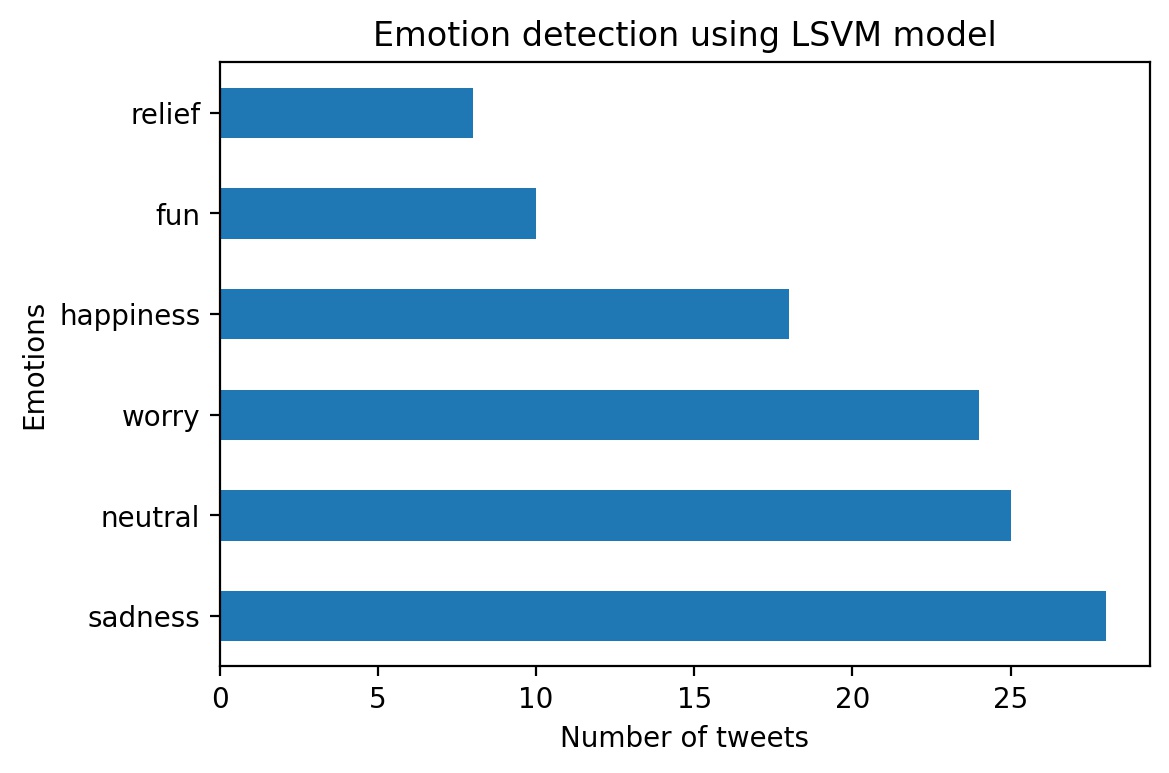 Emotion detection using LSVM model
relief
fun
happiness
worry
neutral
sadness
Emotions
0 5 10 15 20 25
Number of tweets